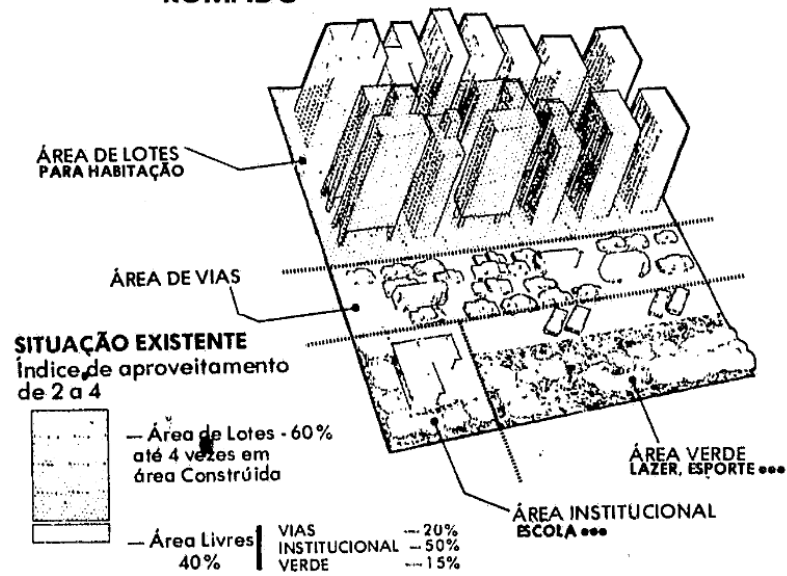 ÁREA DE LOTES
PARA HABITAÇÃO
ÁREA DE VIAS
SITUAÇÃO EXISTENTE
Índice de aproveitamento
de 2 a 4
— Área de Lotes - 60%
até 4 vezes em
área Construída
— Área Livres
40%
VIAS — 20%
INSTITUCIONAL — 50%
VERDE — 15%
ÁREA VERDE
LAZER, ESPORTE •••
ÁREA INSTITUCIONAL
ESCOLA •••